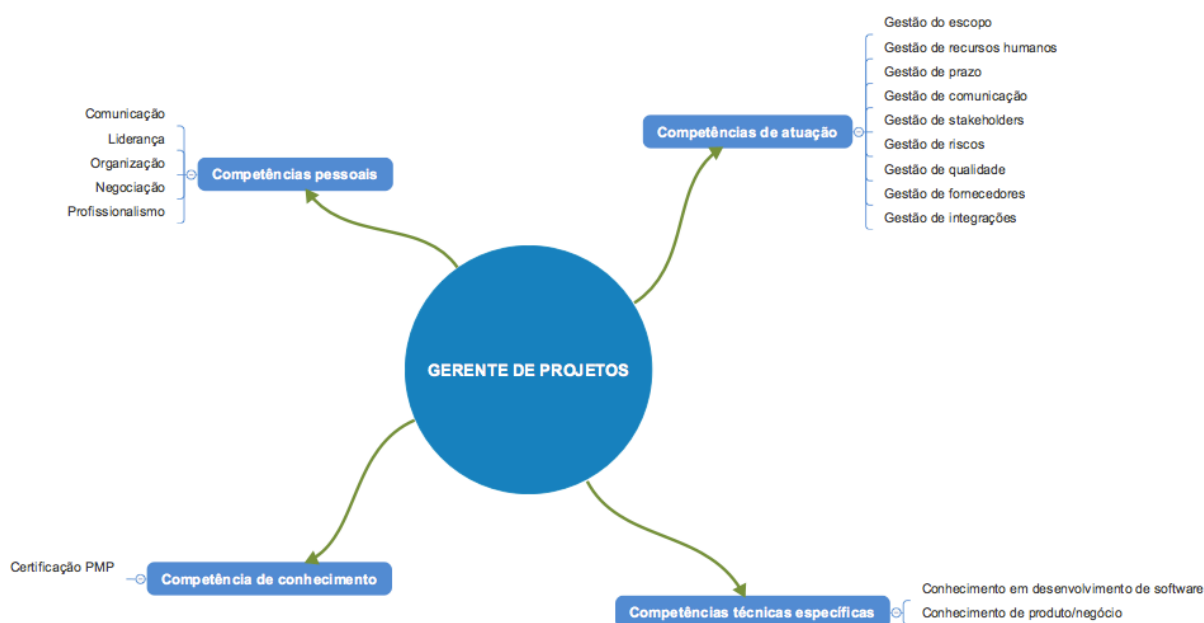 Comunicação
Liderança
Organização
Negociação
Profissionalismo
Competências pessoais
Gestão do escopo
Gestão de recursos humanos
Gestão de prazo
Gestão de comunicação
Gestão de stakeholders
Gestão de riscos
Gestão de qualidade
Gestão de fornecedores
Gestão de integrações
Competências de atuação
GERENTE DE PROJETOS
Certificação PMP
Competência de conhecimento
Competências técnicas específicas
Conhecimento em desenvolvimento de software
Conhecimento de produto/negócio